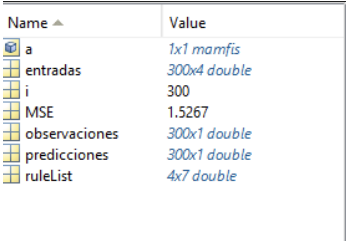 Name Value
a 1x1 mamfis
entradas 300x4 double
i 300
MSE 1.5267
observaciones 300x1 double
predicciones 300x1 double
ruleList 4x7 double